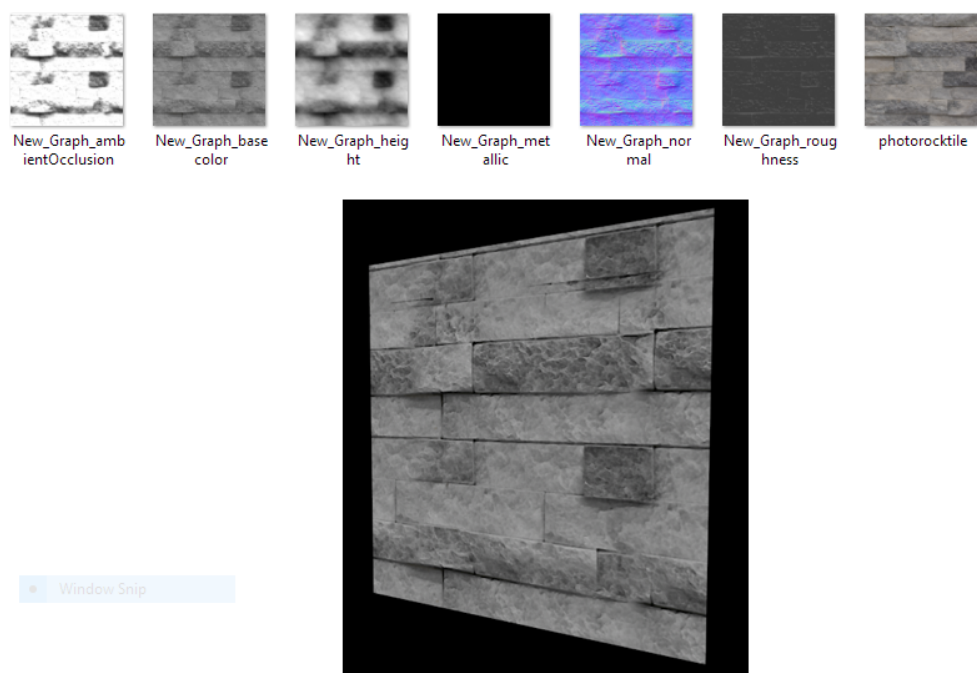 New_Graph_amb
ientOcclusion
New_Graph_base
color
New_Graph_heig
ht
New_Graph_met
allic
New_Graph_nor
mal
New_Graph_roug
hness
photorocktile
Window Snip